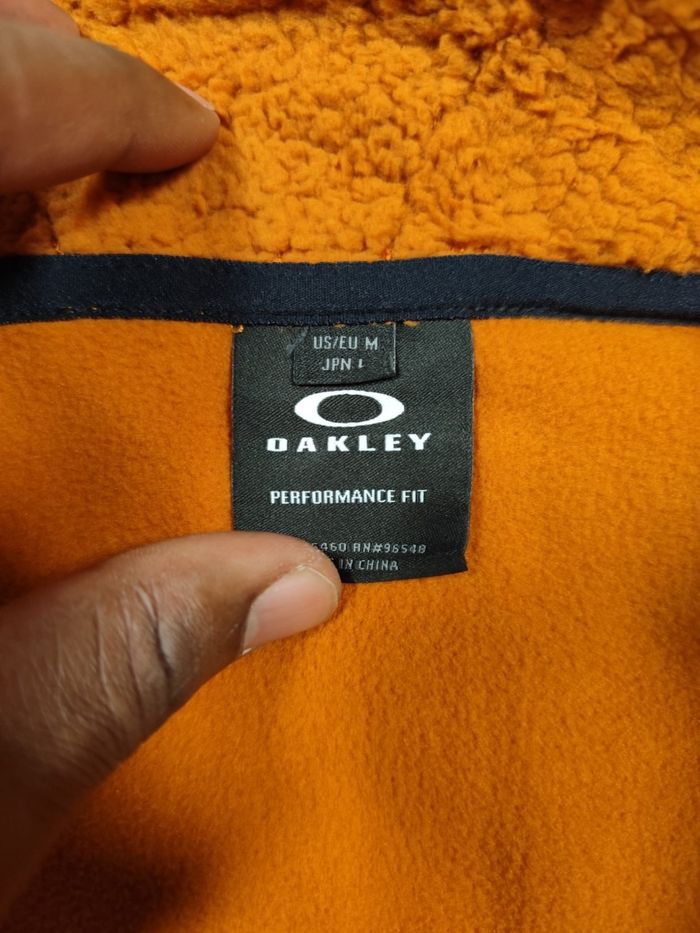 US/EU M
JPN
OAKLEY
PERFORMANCE FIT
RN#96548
IN CHINA